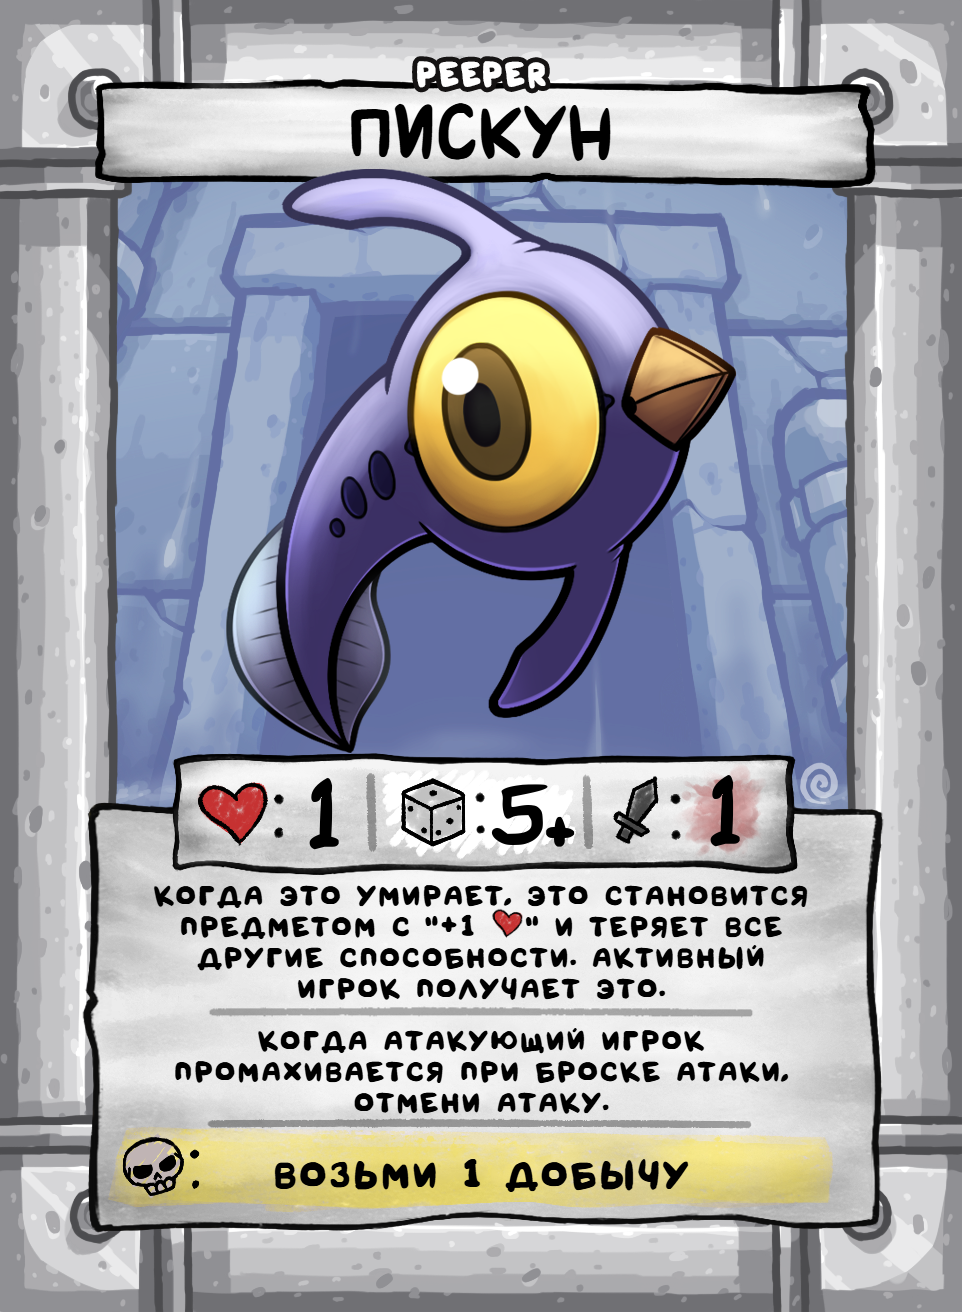 PEEPER
ПИСКУН
: 1 : 5+ : 1
КОГДА ЭТО УМИРАЕТ, ЭТО СТАНОВИТСЯ
ПРЕДМЕТОМ С "+1 ❤" И ТЕРЯЕТ ВСЕ
ДРУГИЕ СПОСОБНОСТИ. АКТИВНЫЙ
ИГРОК ПОЛУЧАЕТ ЭТО.
КОГДА АТАКУЮЩИЙ ИГРОК
ПРОМАХИВАЕТСЯ ПРИ БРОСКЕ АТАКИ,
ОТМЕНИ АТАКУ.
: ВОЗЬМИ 1 ДОБЫЧУ